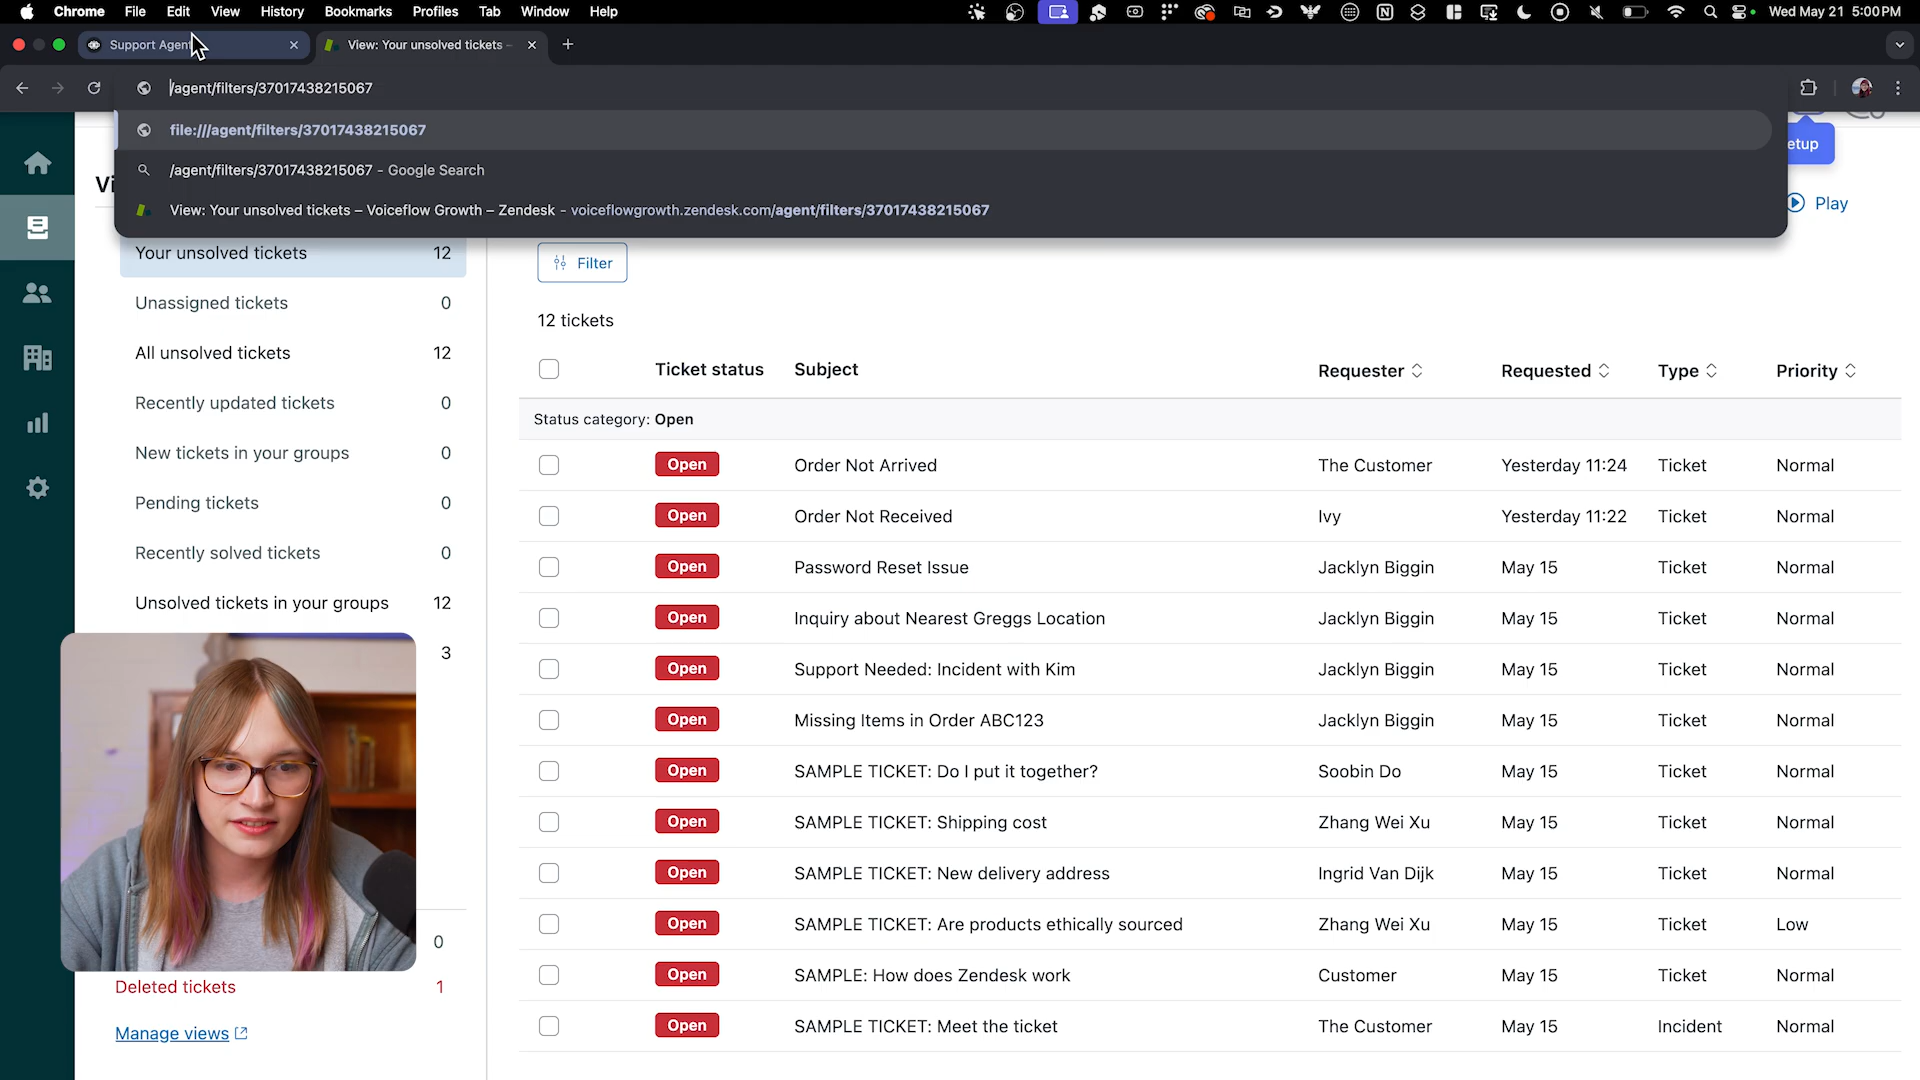 Chrome File Edit View History Bookmarks Profiles Tab Window Help Wed May 21 5:00 PM
Support Agen
View: Your unsolved tickets –
/agent/filters/37017438215067
file:///agent/filters/37017438215067
/agent/filters/37017438215067 - Google Search
View: Your unsolved tickets – Voiceflow Growth – Zendesk - voiceflowgrowth.zendesk.com/agent/filters/37017438215067
etup
Vi
Play
Your unsolved tickets 12
Unassigned tickets 0
All unsolved tickets 12
Recently updated tickets 0
New tickets in your groups 0
Pending tickets 0
Recently solved tickets 0
Unsolved tickets in your groups 12
3
0
Deleted tickets 1
Manage views
Filter
12 tickets
Ticket status Subject Requester Requested Type Priority
Status category: Open
Open Order Not Arrived The Customer Yesterday 11:24 Ticket Normal
Open Order Not Received Ivy Yesterday 11:22 Ticket Normal
Open Password Reset Issue Jacklyn Biggin May 15 Ticket Normal
Open Inquiry about Nearest Greggs Location Jacklyn Biggin May 15 Ticket Normal
Open Support Needed: Incident with Kim Jacklyn Biggin May 15 Ticket Normal
Open Missing Items in Order ABC123 Jacklyn Biggin May 15 Ticket Normal
Open SAMPLE TICKET: Do I put it together? Soobin Do May 15 Ticket Normal
Open SAMPLE TICKET: Shipping cost Zhang Wei Xu May 15 Ticket Normal
Open SAMPLE TICKET: New delivery address Ingrid Van Dijk May 15 Ticket Normal
Open SAMPLE TICKET: Are products ethically sourced Zhang Wei Xu May 15 Ticket Low
Open SAMPLE: How does Zendesk work Customer May 15 Ticket Normal
Open SAMPLE TICKET: Meet the ticket The Customer May 15 Incident Normal